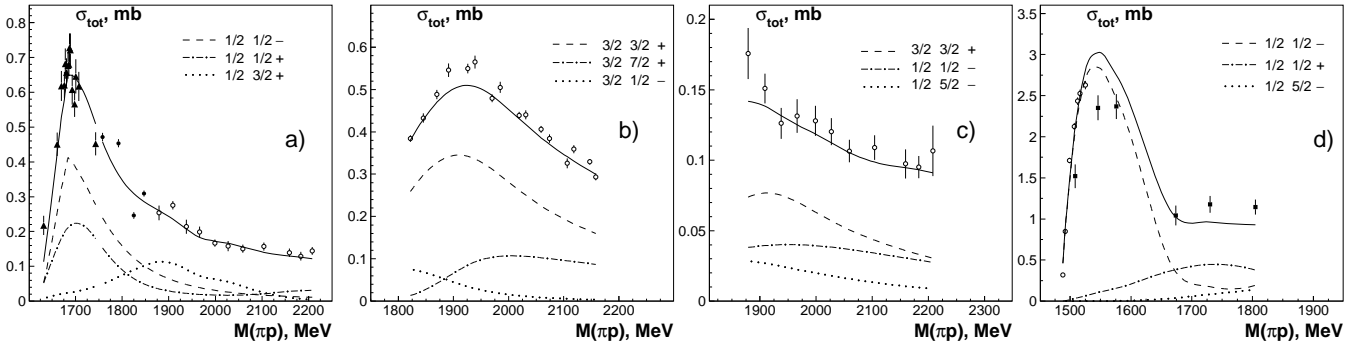 σtot, mb
0.8
0.7
0.6
0.5
0.4
0.3
0.2
0.1
0
1/2 1/2 −
1/2 1/2 +
1/2 3/2 +
a)
1700 1800 1900 2000 2100 2200
M(πp), MeV
σtot, mb
0.6
0.5
0.4
0.3
0.2
0.1
0
3/2 3/2 +
3/2 7/2 +
3/2 1/2 −
b)
1800 1900 2000 2100 2200
M(πp), MeV
σtot, mb
0.2
0.15
0.1
0.05
0
3/2 3/2 +
1/2 1/2 −
1/2 5/2 −
c)
1900 2000 2100 2200 2300
M(πp), MeV
σtot, mb
3.5
3
2.5
2
1.5
1
0.5
0
1/2 1/2 −
1/2 1/2 +
1/2 5/2 −
d)
1500 1600 1700 1800 1900
M(πp), MeV